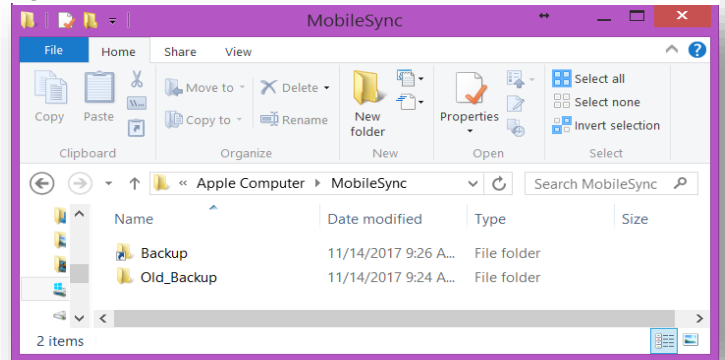 MobileSync
File Home Share View
Copy
Paste
Move to
Copy to
Delete
Rename
New
folder
Properties
Select all
Select none
Invert selection
Clipboard Organize New Open Select
« Apple Computer MobileSync Search MobileSync
Name Date modified Type Size
Backup 11/14/2017 9:26 A... File folder
Old_Backup 11/14/2017 9:24 A... File folder
2 items